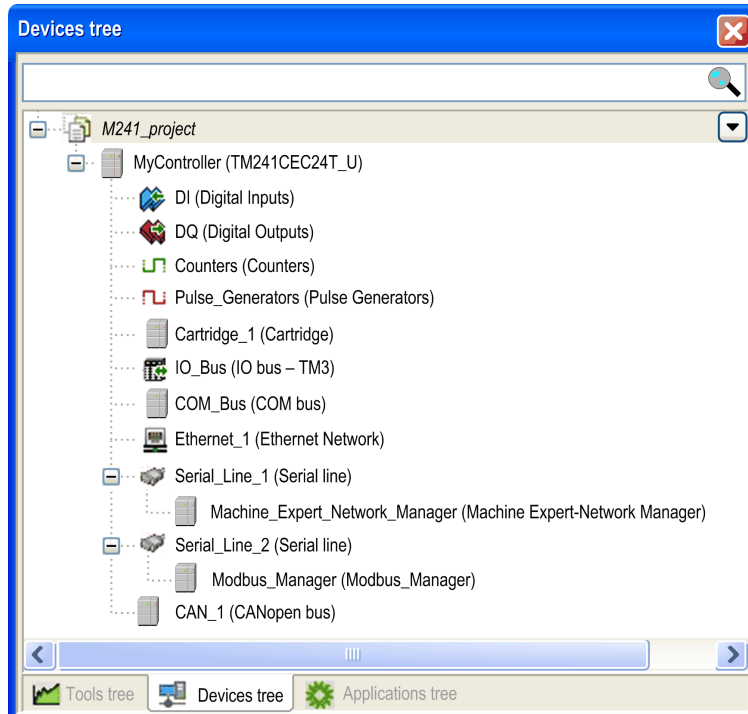 Devices tree
M241_project
MyController (TM241CEC24T_U)
DI (Digital Inputs)
DQ (Digital Outputs)
Counters (Counters)
Pulse_Generators (Pulse Generators)
Cartridge_1 (Cartridge)
IO_Bus (IO bus – TM3)
COM_Bus (COM bus)
Ethernet_1 (Ethernet Network)
Serial_Line_1 (Serial line)
Machine_Expert_Network_Manager (Machine Expert-Network Manager)
Serial_Line_2 (Serial line)
Modbus_Manager (Modbus_Manager)
CAN_1 (CANopen bus)
Tools tree Devices tree Applications tree